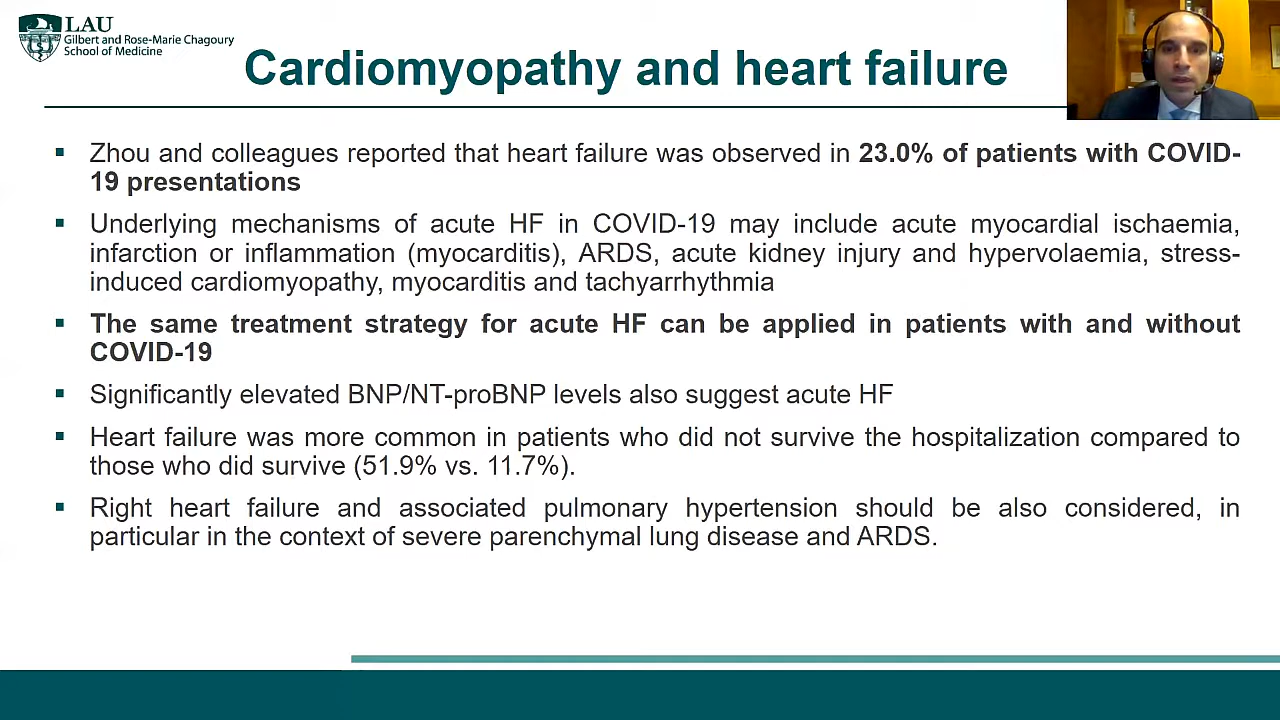 LAU
Gilbert and Rose-Marie Chagoury
School of Medicine
Cardiomyopathy and heart failure
▪ Zhou and colleagues reported that heart failure was observed in 23.0% of patients with COVID-
19 presentations
▪ Underlying mechanisms of acute HF in COVID-19 may include acute myocardial ischaemia,
infarction or inflammation (myocarditis), ARDS, acute kidney injury and hypervolaemia, stress-
induced cardiomyopathy, myocarditis and tachyarrhythmia
▪ The same treatment strategy for acute HF can be applied in patients with and without
COVID-19
▪ Significantly elevated BNP/NT-proBNP levels also suggest acute HF
▪ Heart failure was more common in patients who did not survive the hospitalization compared to
those who did survive (51.9% vs. 11.7%).
▪ Right heart failure and associated pulmonary hypertension should be also considered, in
particular in the context of severe parenchymal lung disease and ARDS.